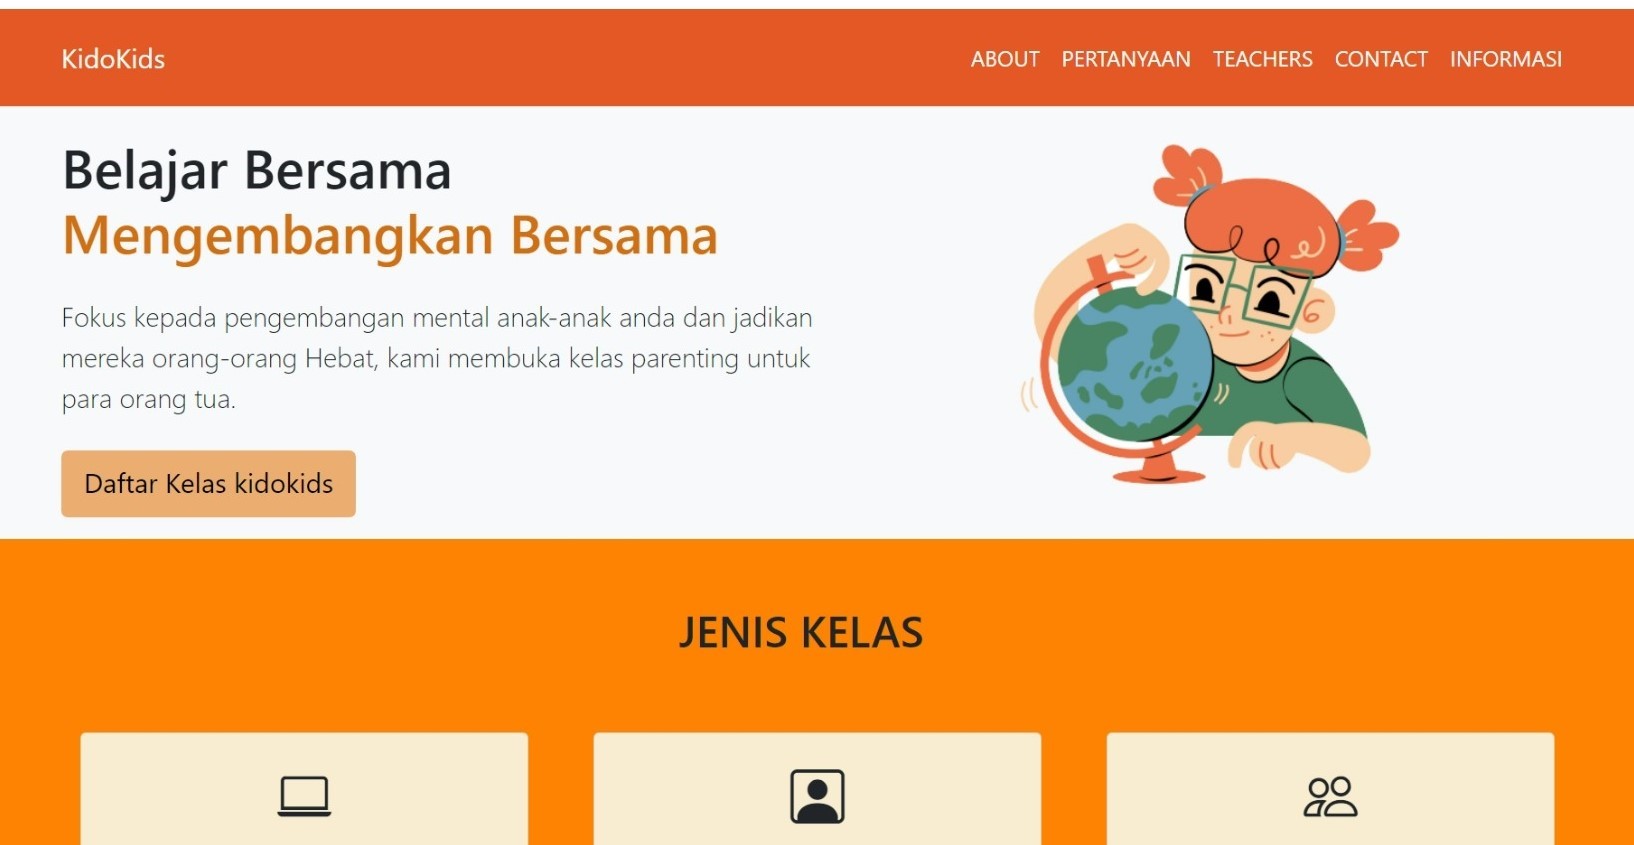 KidoKids
ABOUT PERTANYAAN TEACHERS CONTACT INFORMASI
Belajar Bersama
Mengembangkan Bersama
Fokus kepada pengembangan mental anak-anak anda dan jadikan
mereka orang-orang Hebat, kami membuka kelas parenting untuk
para orang tua.
Daftar Kelas kidokids
JENIS KELAS